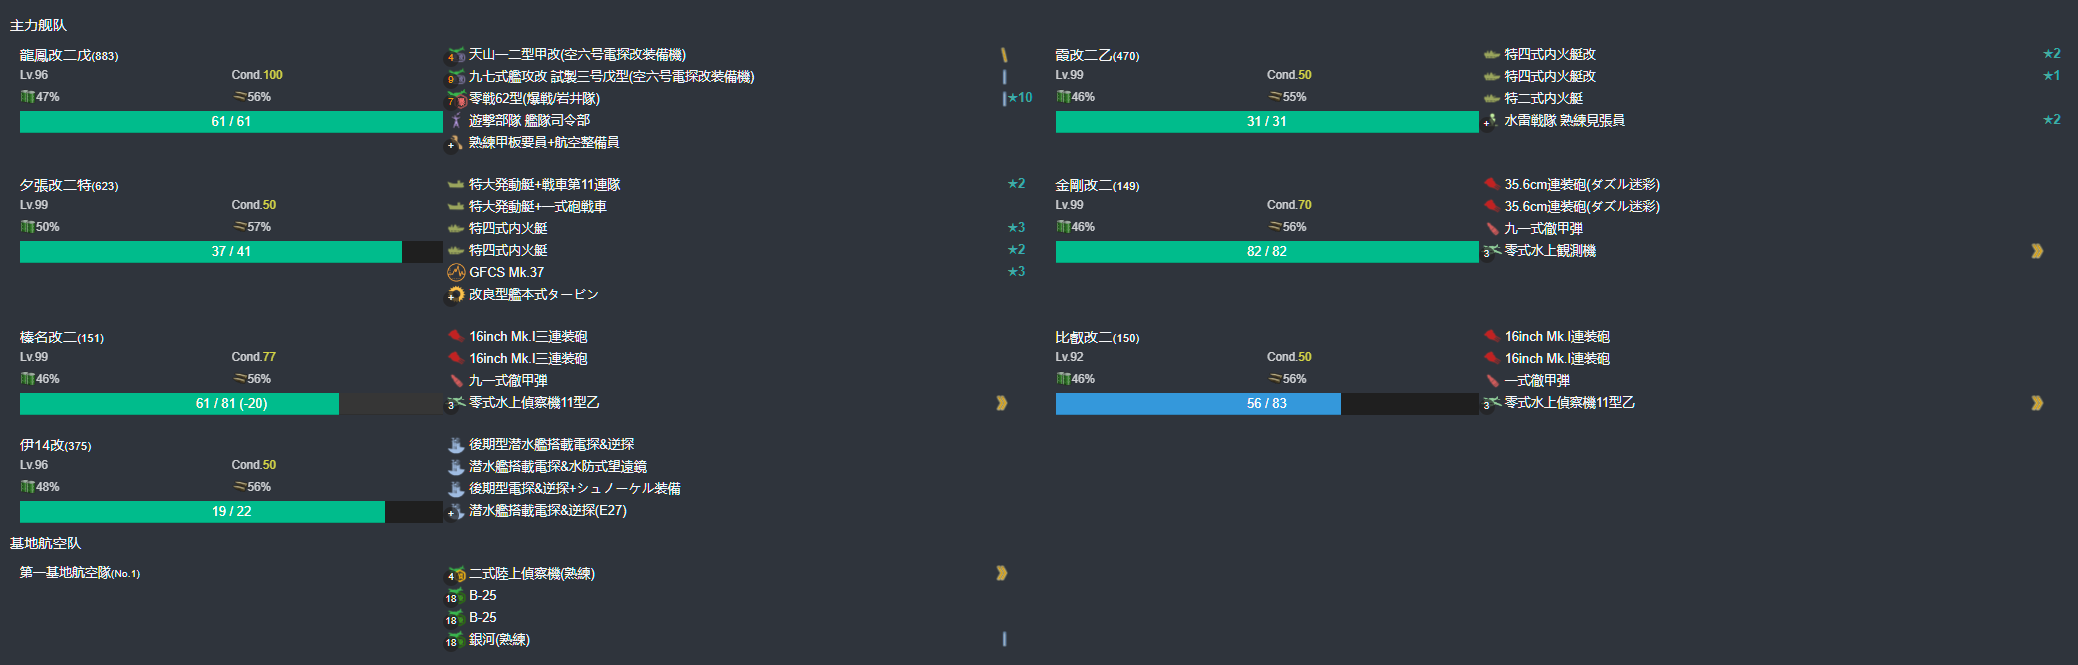 主力舰队
龍鳳改二戊(883)
Lv.96 Cond.100
47% 56%
61 / 61
4 天山一二型甲改(空六号電探改装備機)
9 九七式艦攻改 試製三号戊型(空六号電探改装備機)
7 零戦62型(爆戦/岩井隊) ★10
遊撃部隊 艦隊司令部
+ 熟練甲板要員+航空整備員
霞改二乙(470)
Lv.99 Cond.50
46% 55%
31 / 31
特四式内火艇改 ★2
特四式内火艇改 ★1
特二式内火艇
+ 水雷戦隊 熟練見張員 ★2
夕張改二特(623)
Lv.99 Cond.50
50% 57%
37 / 41
特大発動艇+戦車第11連隊 ★2
特大発動艇+一式砲戦車
特四式内火艇 ★3
特四式内火艇 ★2
GFCS Mk.37 ★3
+ 改良型艦本式タービン
金剛改二(149)
Lv.99 Cond.70
46% 56%
82 / 82
35.6cm連装砲(ダズル迷彩)
35.6cm連装砲(ダズル迷彩)
九一式徹甲弾
3 零式水上観測機
榛名改二(151)
Lv.99 Cond.77
46% 56%
61 / 81 (-20)
16inch Mk.I三連装砲
16inch Mk.I三連装砲
九一式徹甲弾
3 零式水上偵察機11型乙
比叡改二(150)
Lv.92 Cond.50
46% 56%
56 / 83
16inch Mk.I連装砲
16inch Mk.I連装砲
一式徹甲弾
3 零式水上偵察機11型乙
伊14改(375)
Lv.96 Cond.50
48% 56%
19 / 22
後期型潜水艦搭載電探&逆探
潜水艦搭載電探&水防式望遠鏡
後期型電探&逆探+シュノーケル装備
+ 潜水艦搭載電探&逆探(E27)
基地航空队
第一基地航空隊(No.1)
4 二式陸上偵察機(熟練)
18 B-25
18 B-25
18 銀河(熟練)